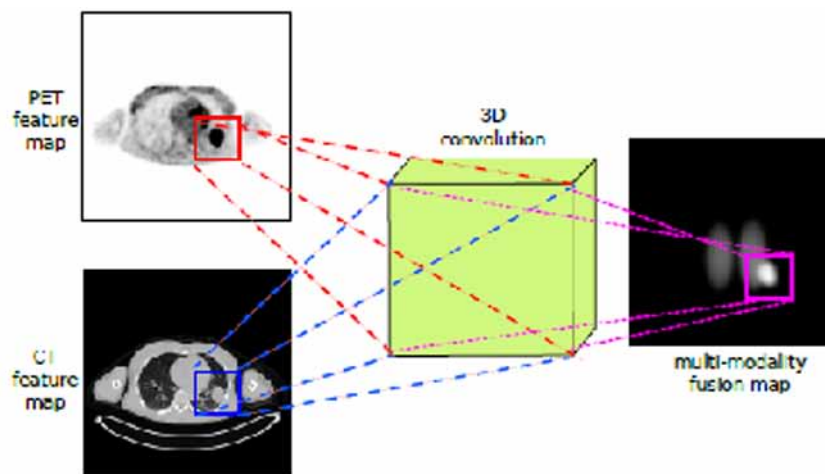 PET
feature
map
3D
convolution
CT
feature
map
multi-modality
fusion map